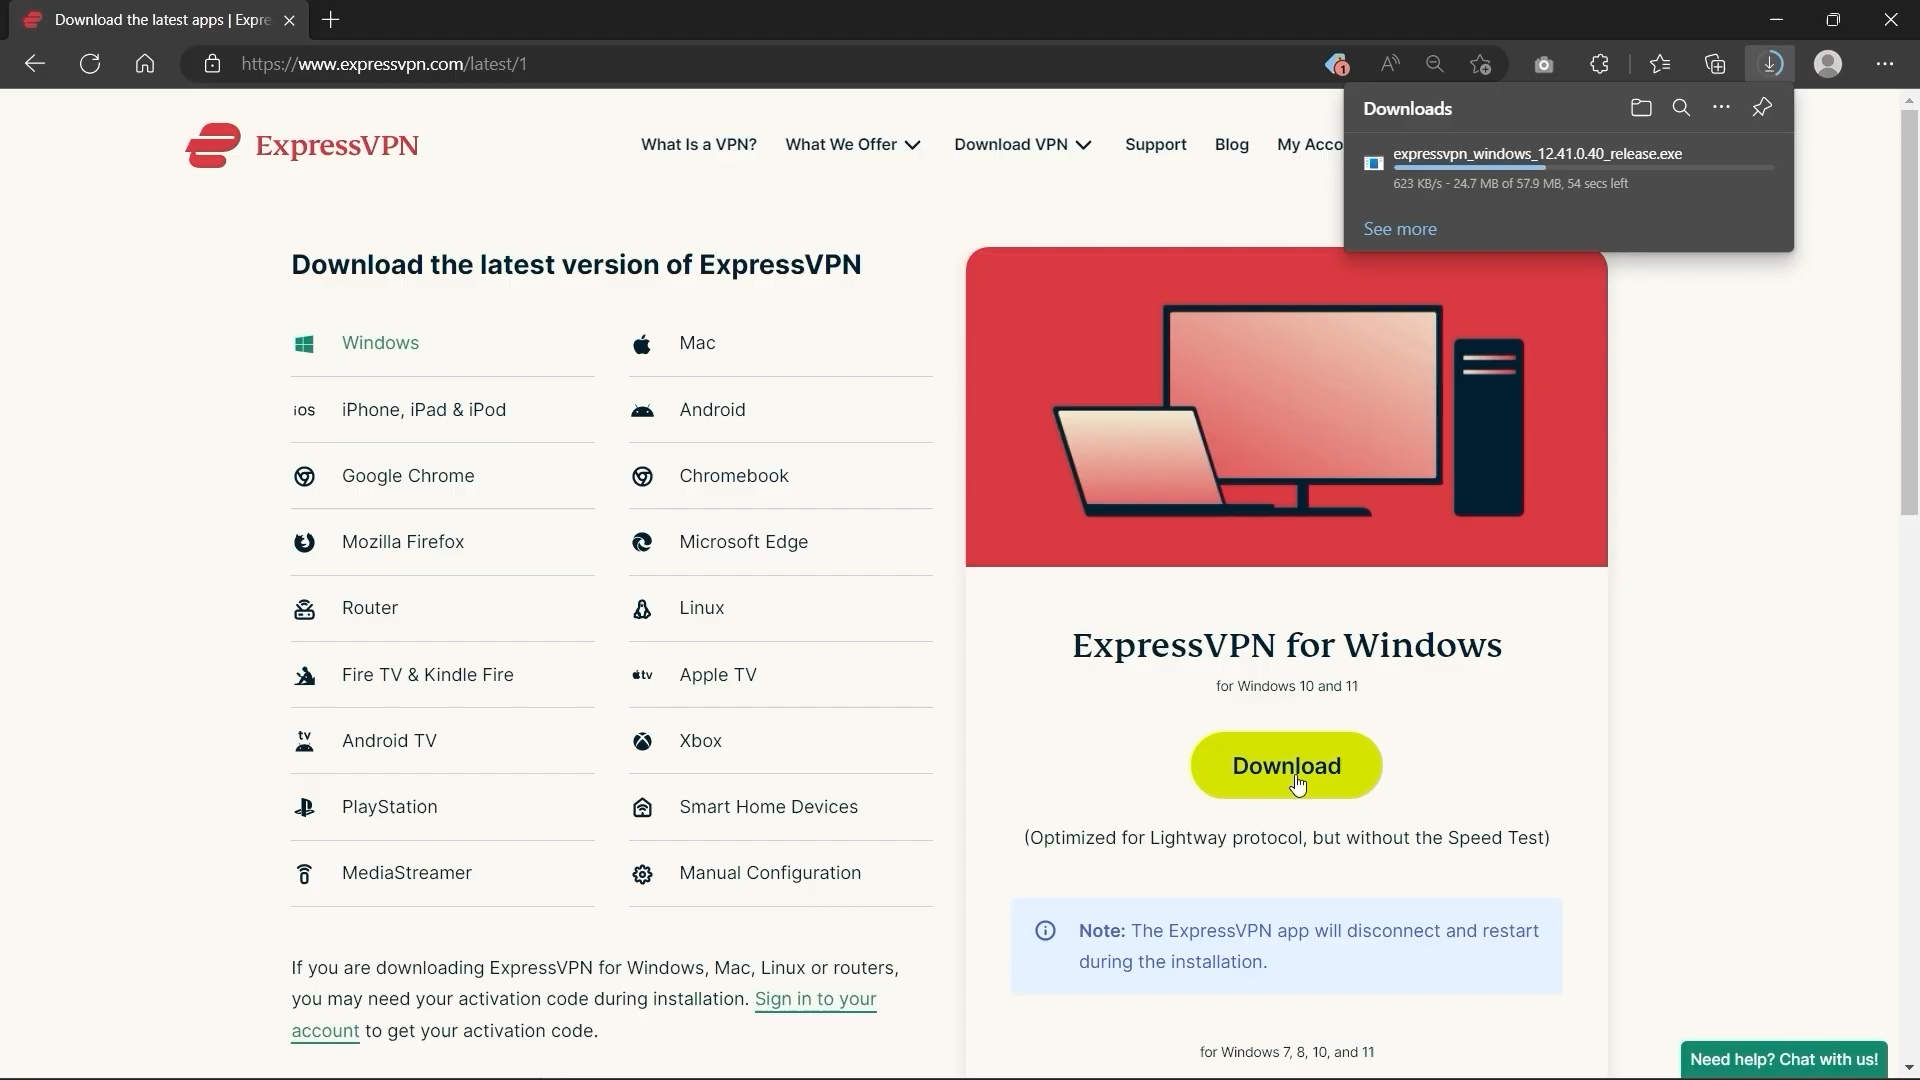 Download the latest apps | Expre
https://www.expressvpn.com/latest/1
1
Downloads
expressvpn_windows_12.41.0.40_release.exe
623 KB/s - 24.7 MB of 57.9 MB, 54 secs left
See more
ExpressVPN
What Is a VPN? What We Offer Download VPN Support Blog My Acco
Download the latest version of ExpressVPN
Windows
Mac
iOS iPhone, iPad & iPod
Android
Google Chrome
Chromebook
Mozilla Firefox
Microsoft Edge
Router
Linux
Fire TV & Kindle Fire
tv Apple TV
tv Android TV
Xbox
PlayStation
Smart Home Devices
MediaStreamer
Manual Configuration
If you are downloading ExpressVPN for Windows, Mac, Linux or routers,
you may need your activation code during installation. Sign in to your
account to get your activation code.
ExpressVPN for Windows
for Windows 10 and 11
Download
(Optimized for Lightway protocol, but without the Speed Test)
Note: The ExpressVPN app will disconnect and restart
during the installation.
for Windows 7, 8, 10, and 11
Need help? Chat with us!